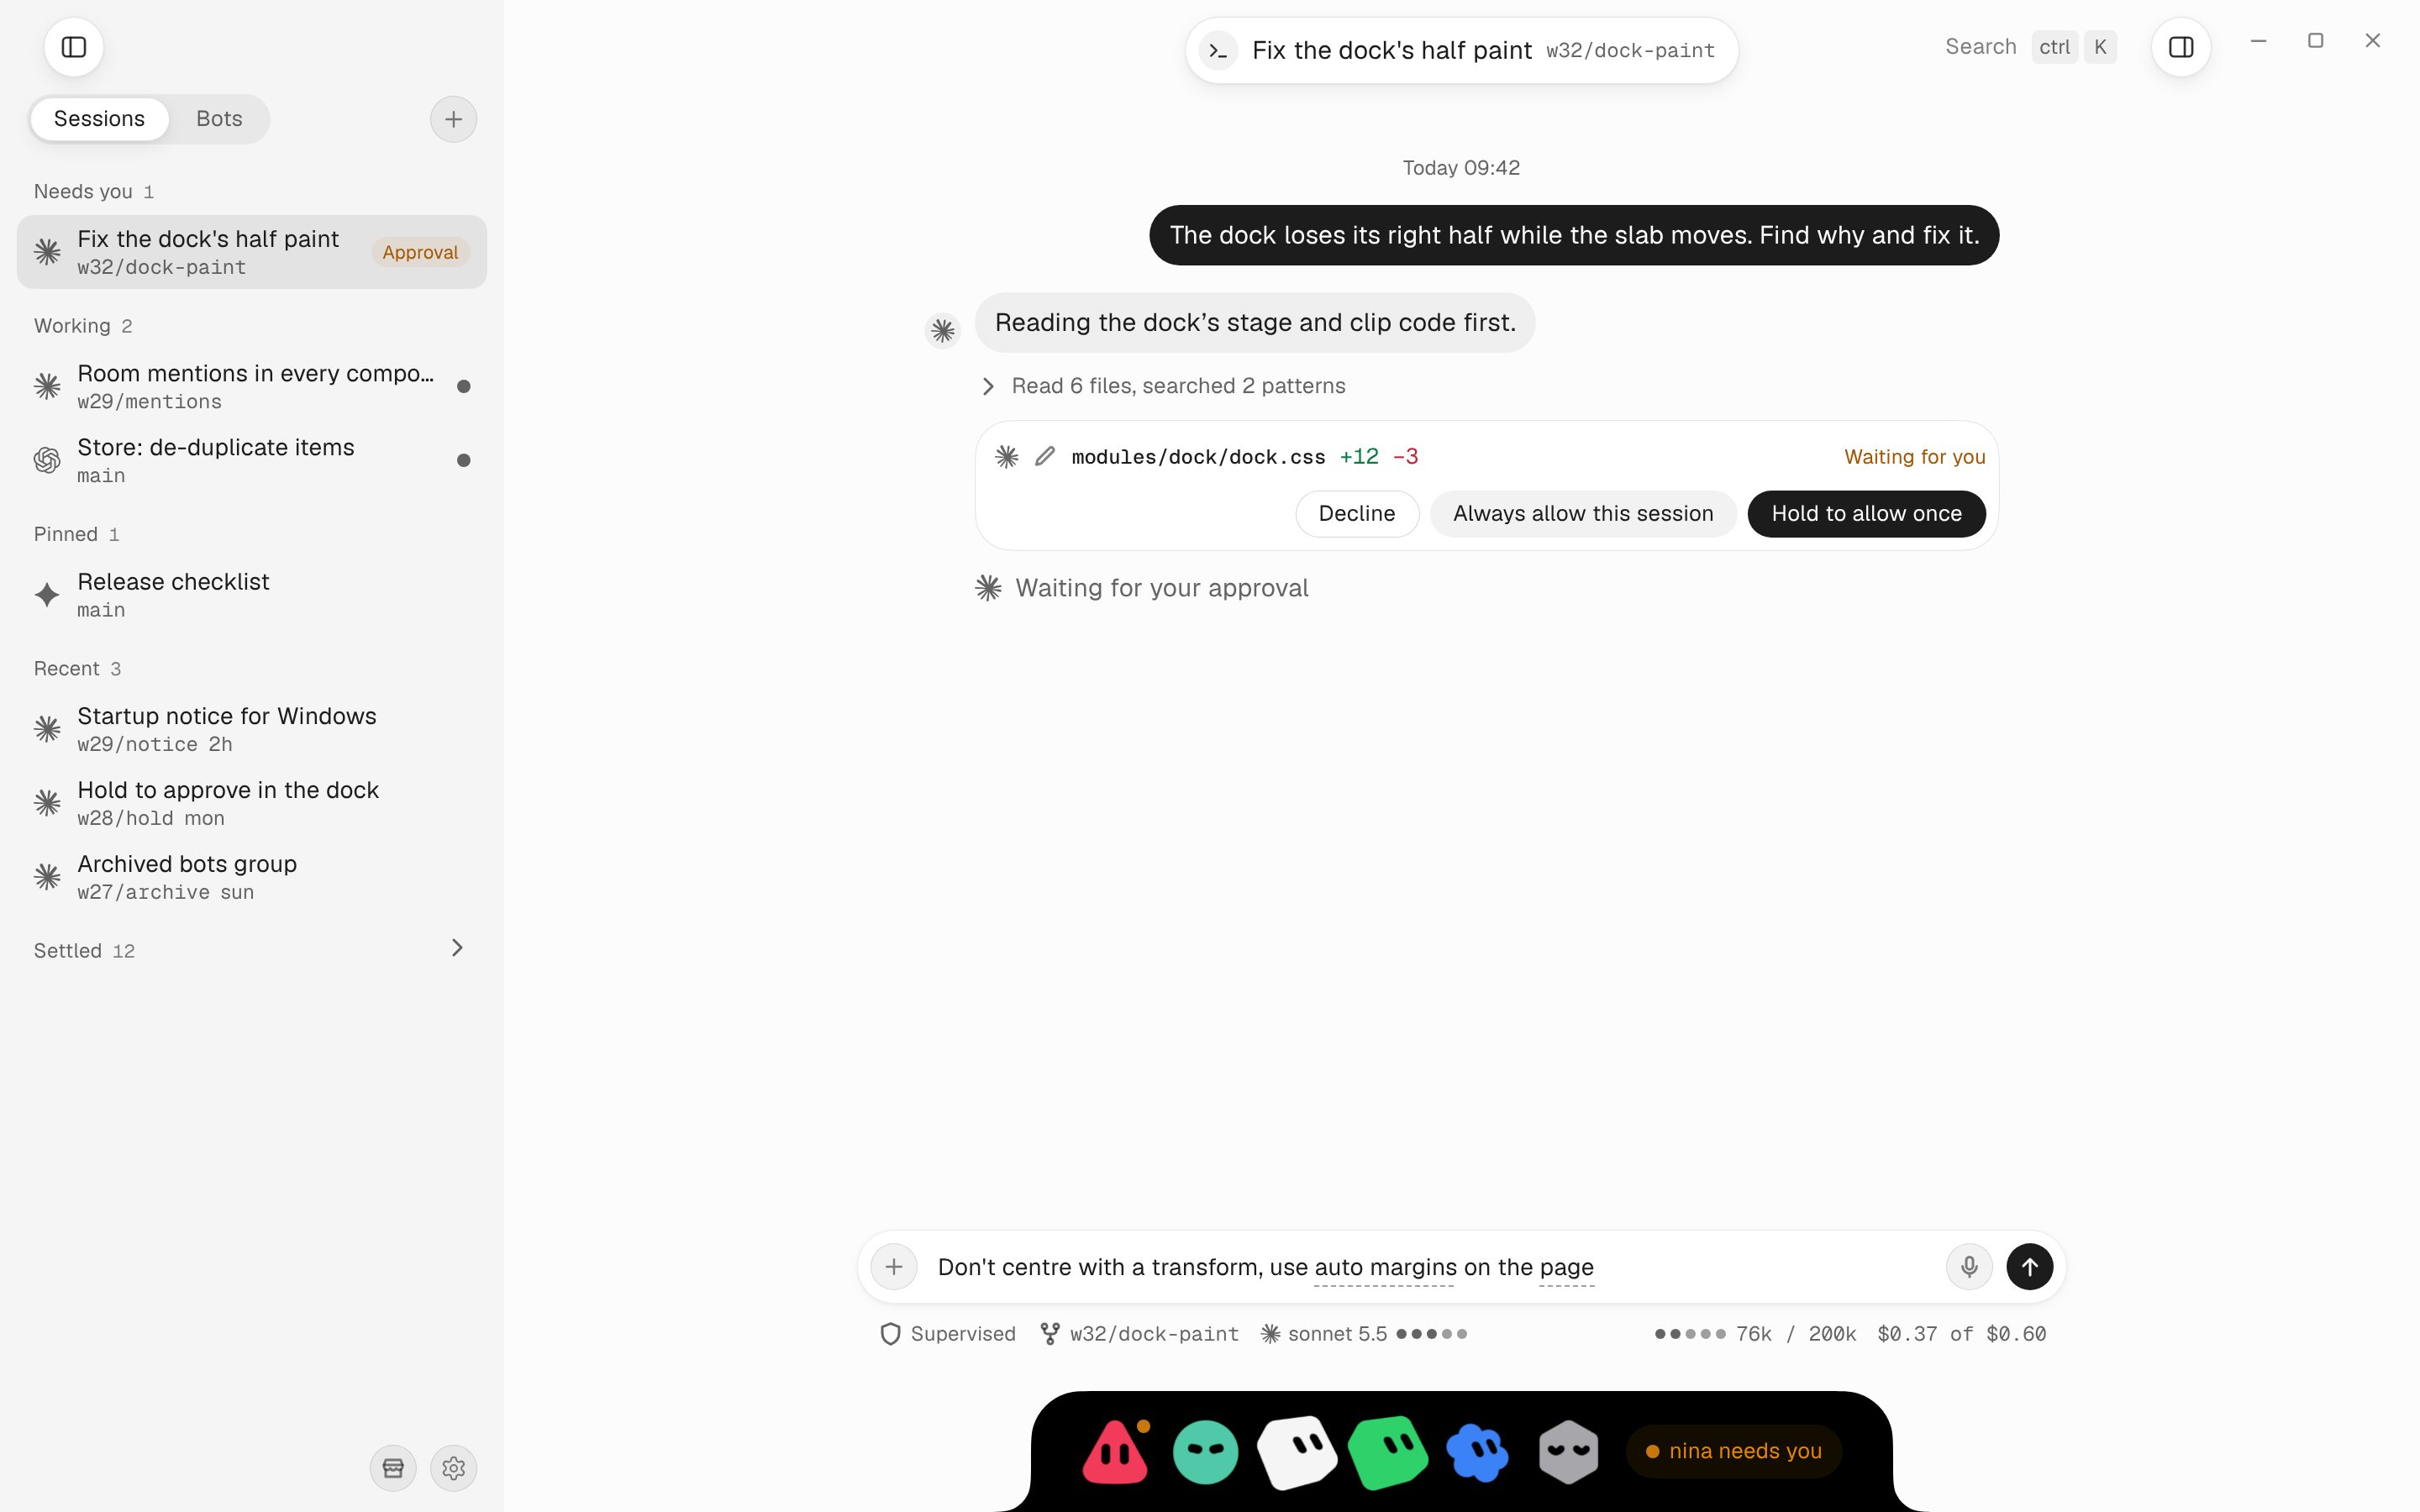 Fix the dock's half paint w32/dock-paint
Search ctrl K
Sessions Bots
Needs you 1
Fix the dock's half paint
w32/dock-paint
Approval
Working 2
Room mentions in every compo…
w29/mentions
Store: de-duplicate items
main
Pinned 1
Release checklist
main
Recent 3
Startup notice for Windows
w29/notice 2h
Hold to approve in the dock
w28/hold mon
Archived bots group
w27/archive sun
Settled 12
Today 09:42
The dock loses its right half while the slab moves. Find why and fix it.
Reading the dock’s stage and clip code first.
Read 6 files, searched 2 patterns
modules/dock/dock.css +12 −3 Waiting for you
Decline Always allow this session Hold to allow once
Waiting for your approval
Don't centre with a transform, use auto margins on the page
Supervised w32/dock-paint sonnet 5.5 76k / 200k $0.37 of $0.60
nina needs you